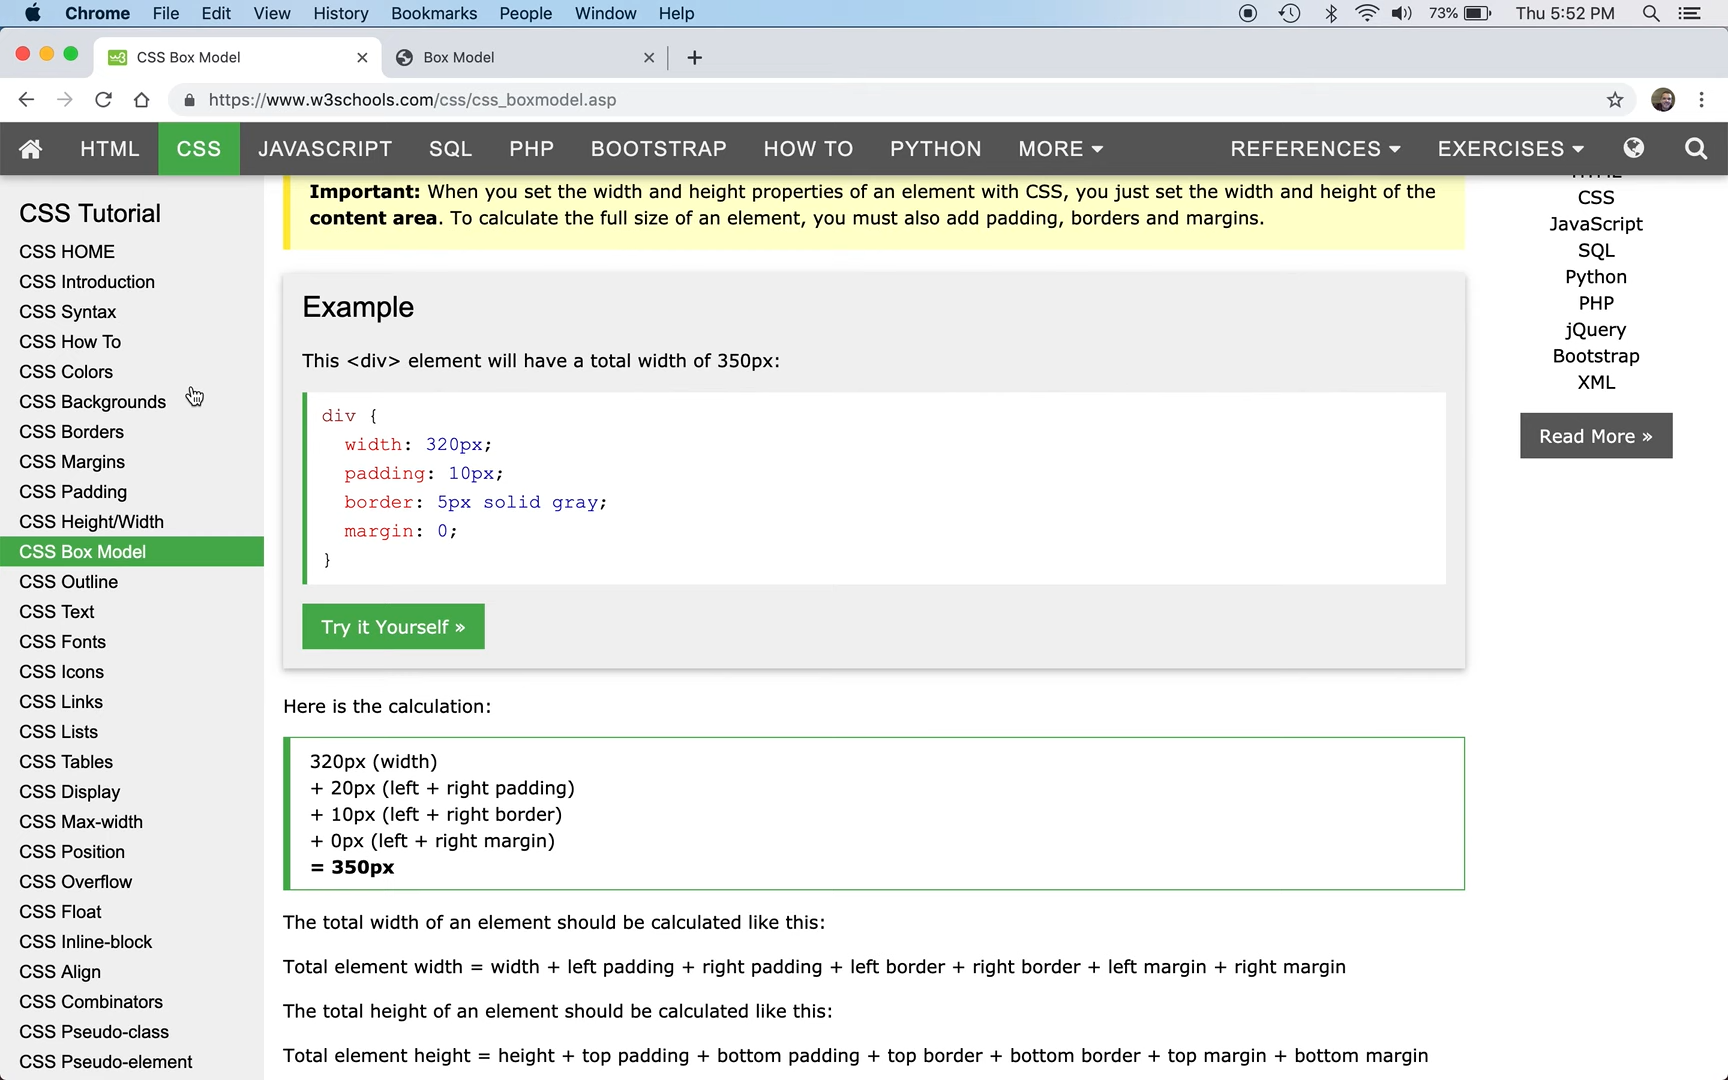 Chrome File Edit View History Bookmarks People Window Help 73% Thu 5:52 PM
CSS Box Model
Box Model
https://www.w3schools.com/css/css_boxmodel.asp
HTML CSS JAVASCRIPT SQL PHP BOOTSTRAP HOW TO PYTHON MORE REFERENCES EXERCISES
CSS Tutorial
CSS HOME
CSS Introduction
CSS Syntax
CSS How To
CSS Colors
CSS Backgrounds
CSS Borders
CSS Margins
CSS Padding
CSS Height/Width
CSS Box Model
CSS Outline
CSS Text
CSS Fonts
CSS Icons
CSS Links
CSS Lists
CSS Tables
CSS Display
CSS Max-width
CSS Position
CSS Overflow
CSS Float
CSS Inline-block
CSS Align
CSS Combinators
CSS Pseudo-class
CSS Pseudo-element
Important: When you set the width and height properties of an element with CSS, you just set the width and height of the
content area. To calculate the full size of an element, you must also add padding, borders and margins.
Example
This <div> element will have a total width of 350px:
div {
width: 320px;
padding: 10px;
border: 5px solid gray;
margin: 0;
}
Try it Yourself »
Here is the calculation:
320px (width)
+ 20px (left + right padding)
+ 10px (left + right border)
+ 0px (left + right margin)
= 350px
The total width of an element should be calculated like this:
Total element width = width + left padding + right padding + left border + right border + left margin + right margin
The total height of an element should be calculated like this:
Total element height = height + top padding + bottom padding + top border + bottom border + top margin + bottom margin
HTML
CSS
JavaScript
SQL
Python
PHP
jQuery
Bootstrap
XML
Read More »